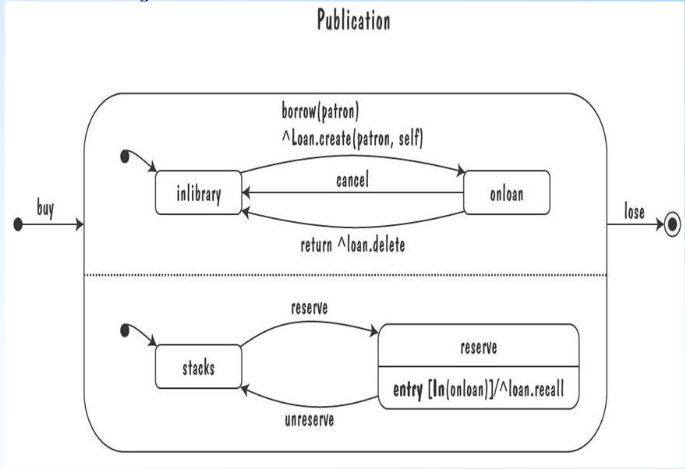 Publication
borrow(patron)
^Loan.create(patron, self)
cancel
inlibrary
onloan
buy
lose
return ^loan.delete
reserve
reserve
stacks
entry [In(onloan)]/^loan.recall
unreserve